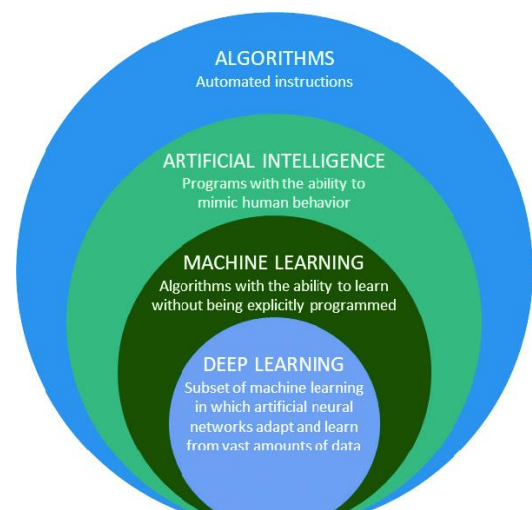 ALGORITHMS
Automated instructions
ARTIFICIAL INTELLIGENCE
Programs with the ability to
mimic human behavior
MACHINE LEARNING
Algorithms with the ability to learn
without being explicitly programmed
DEEP LEARNING
Subset of machine learning
in which artificial neural
networks adapt and learn
from vast amounts of data